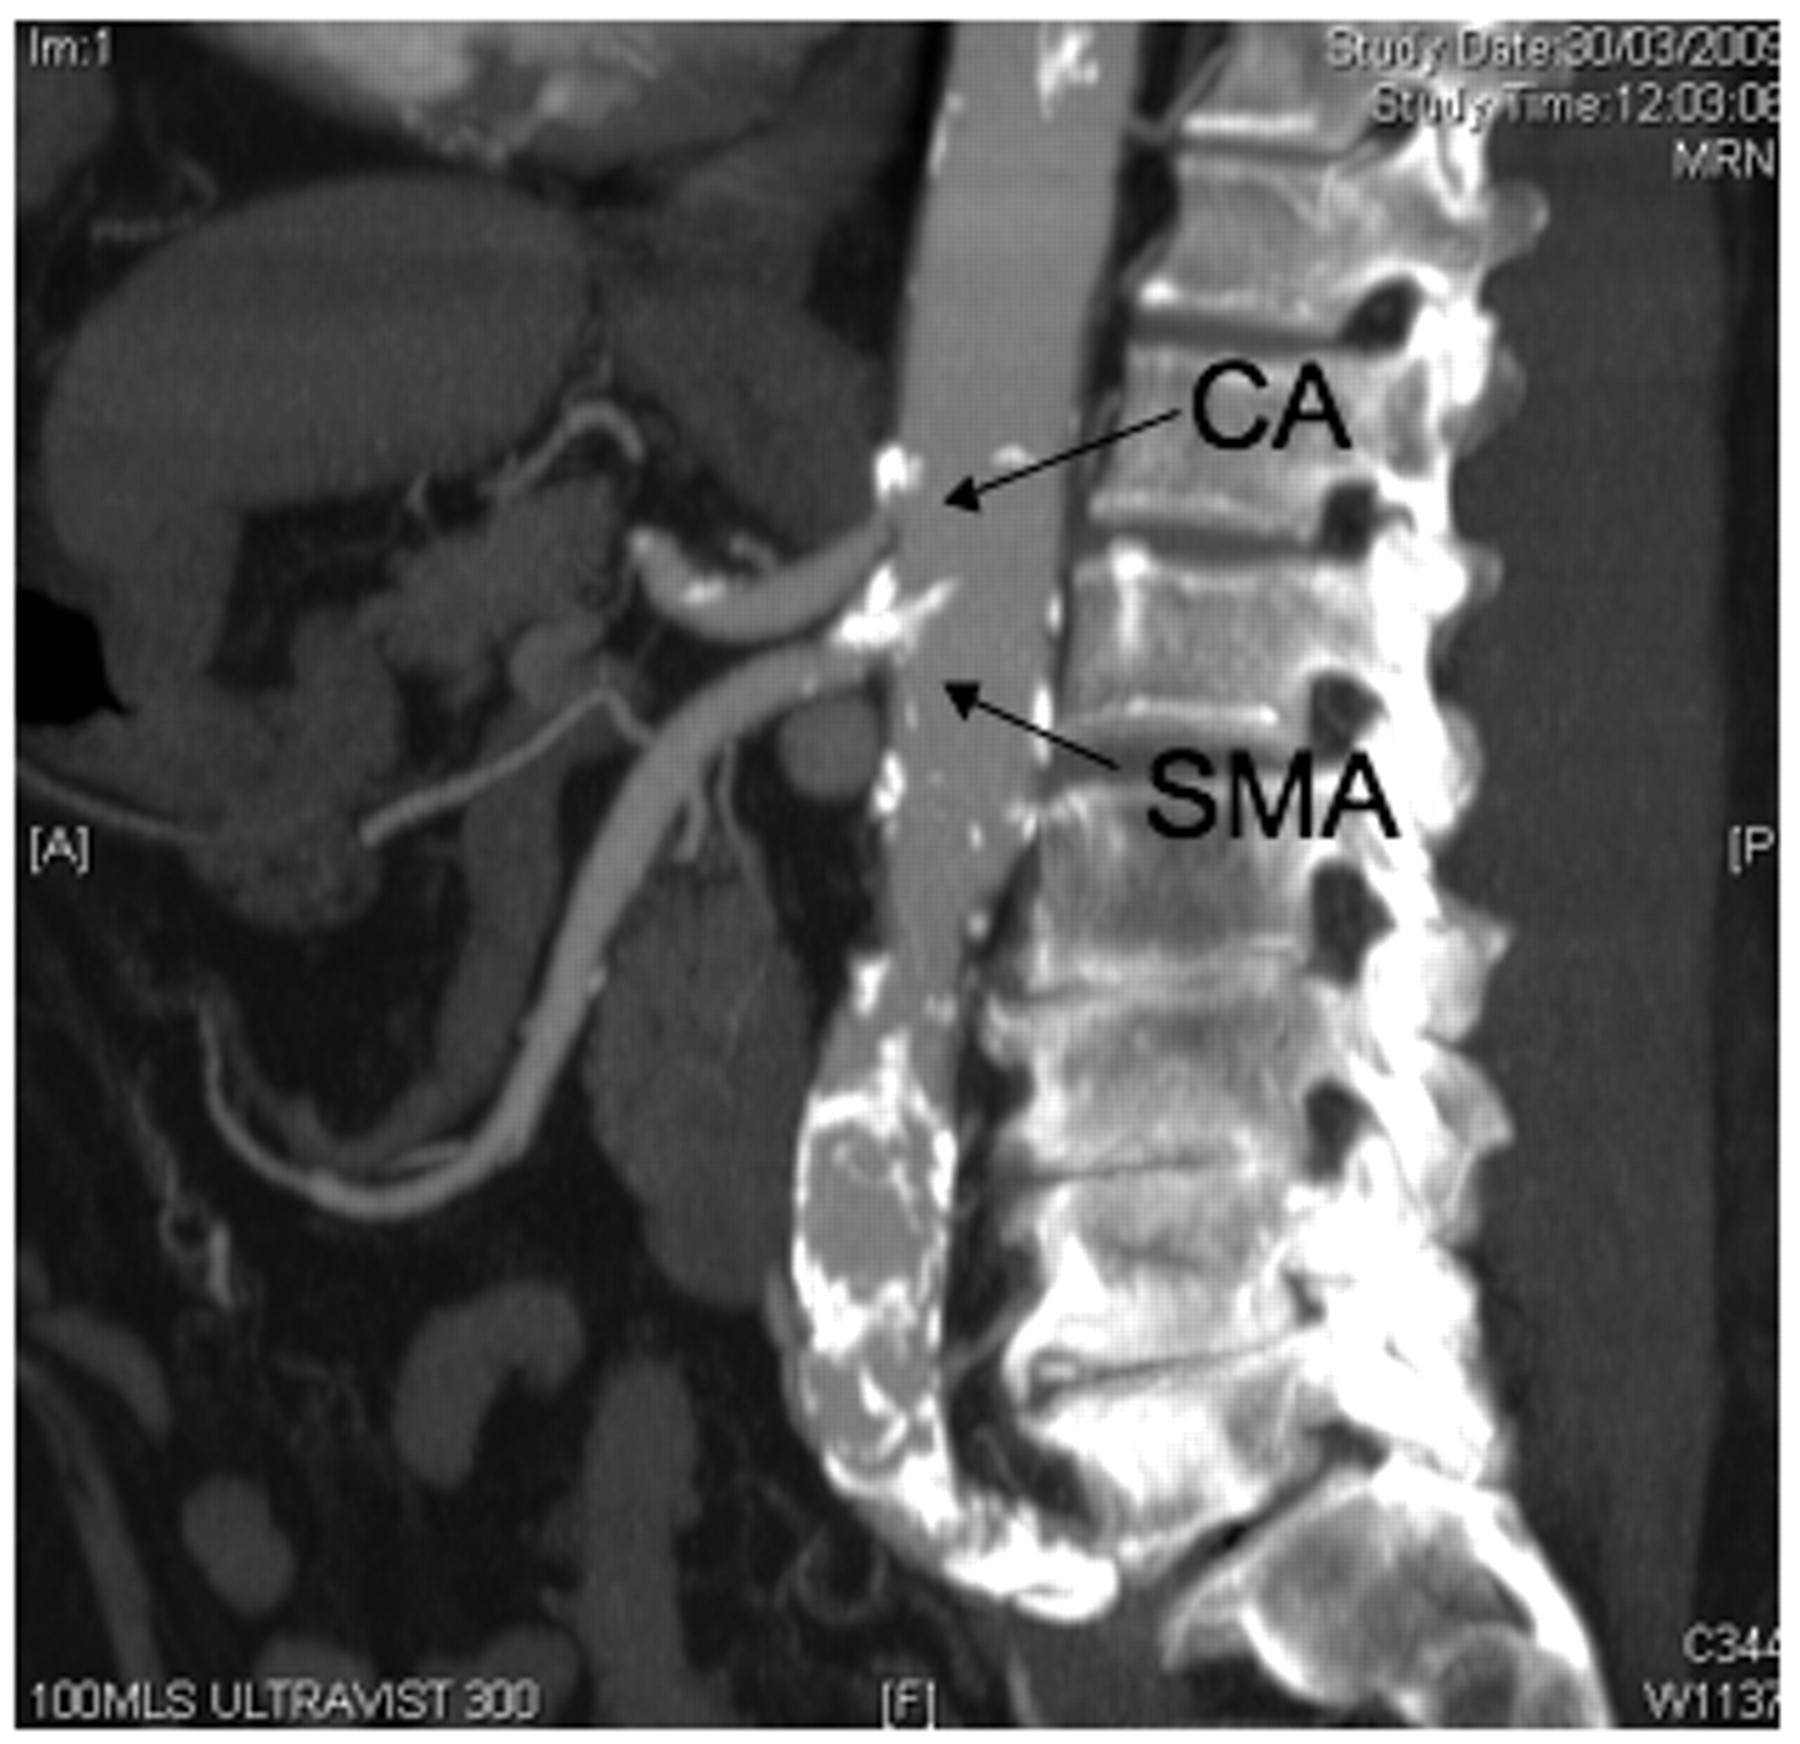 Im:1
Study Date:30/03/2009
Study Time:12:03:08
MRN
CA
SMA
[A]
[P
C344
W1137
100MLS ULTRAVIST 300
[F]